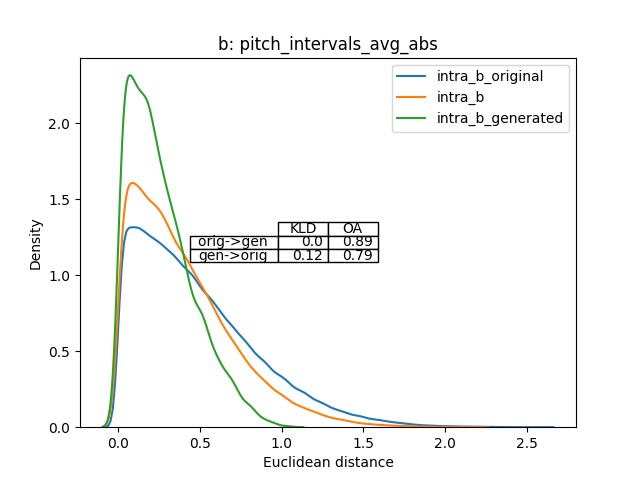 b: pitch_intervals_avg_abs
intra_b_original
intra_b
intra_b_generated
KLD OA
orig->gen 0.0 0.89
gen->orig 0.12 0.79
Density
2.0
1.5
1.0
0.5
0.0
0.0 0.5 1.0 1.5 2.0 2.5
Euclidean distance